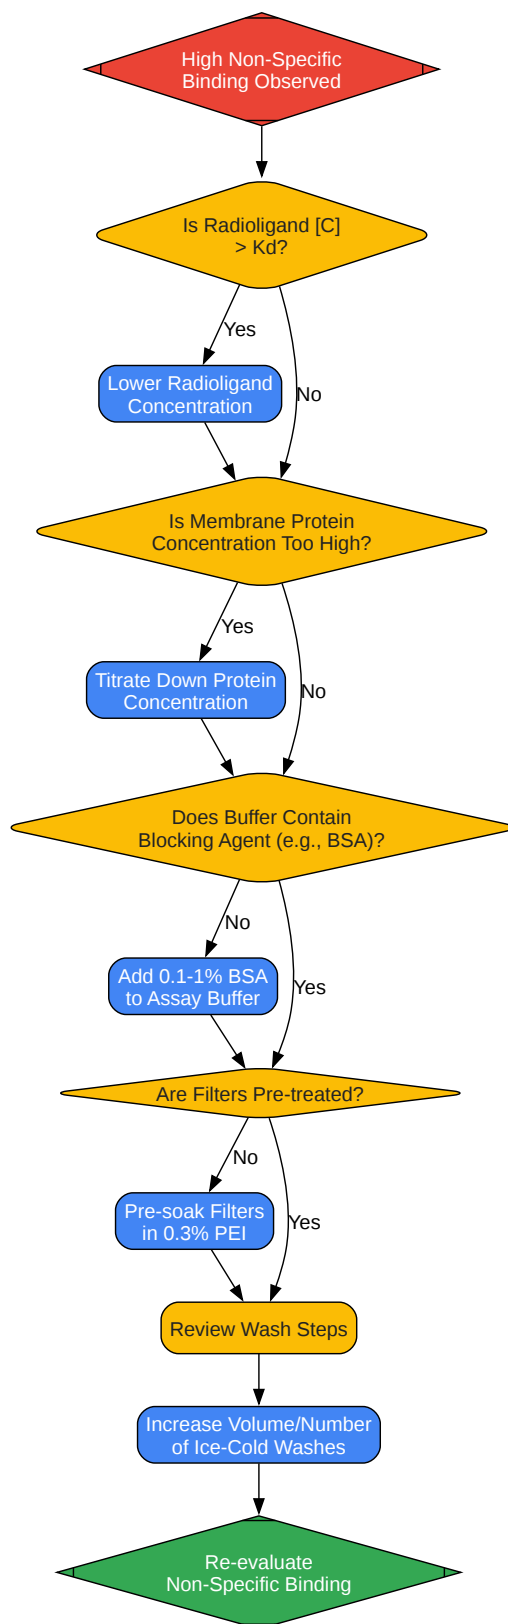 High Non-Specific
Binding Observed
Is Radioligand [C]
> Kd?
Yes
No
Lower Radioligand
Concentration
Is Membrane Protein
Concentration Too High?
Yes
No
Titrate Down Protein
Concentration
Does Buffer Contain
Blocking Agent (e.g., BSA)?
No
Yes
Add 0.1-1% BSA
to Assay Buffer
Are Filters Pre-treated?
No
Yes
Pre-soak Filters
in 0.3% PEI
Review Wash Steps
Increase Volume/Number
of Ice-Cold Washes
Re-evaluate
Non-Specific Binding